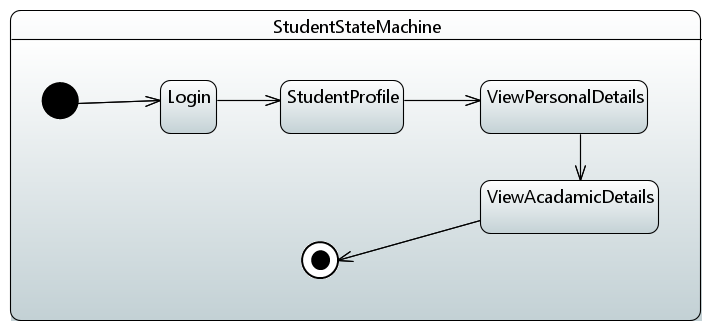 StudentStateMachine
Login
StudentProfile
ViewPersonalDetails
ViewAcadamicDetails